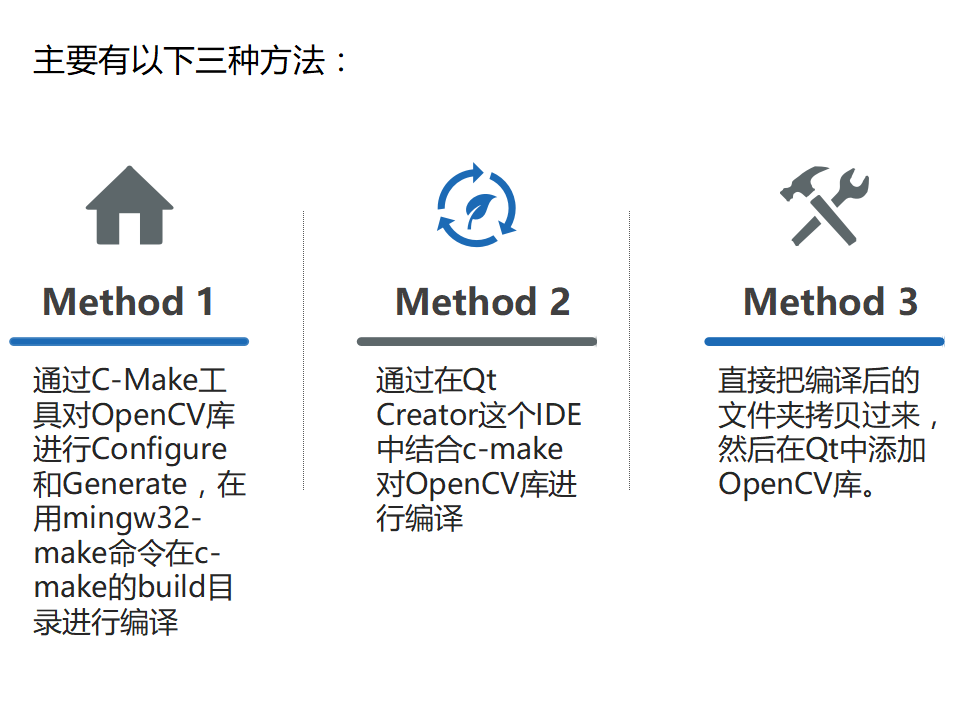 主要有以下三种方法：
Method 1
通过C-Make工
具对OpenCV库
进行Configure
和Generate，在
用mingw32-
make命令在c-
make的build目
录进行编译
Method 2
通过在Qt
Creator这个IDE
中结合c-make
对OpenCV库进
行编译
Method 3
直接把编译后的
文件夹拷贝过来，
然后在Qt中添加
OpenCV库。